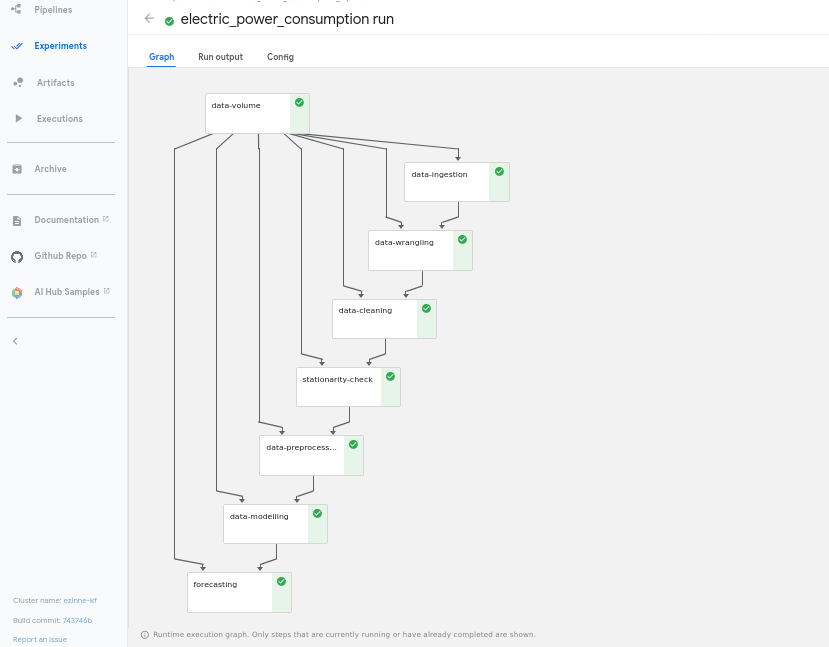 Pipelines
Experiments
Artifacts
Executions
Archive
Documentation
Github Repo
AI Hub Samples
Cluster name: ezinne-kf
Build commit: 743746b
Report an issue
electric_power_consumption run
Graph Run output Config
data-volume
data-ingestion
data-wrangling
data-cleaning
stationarity-check
data-preprocess...
data-modelling
forecasting
Runtime execution graph. Only steps that are currently running or have already completed are shown.